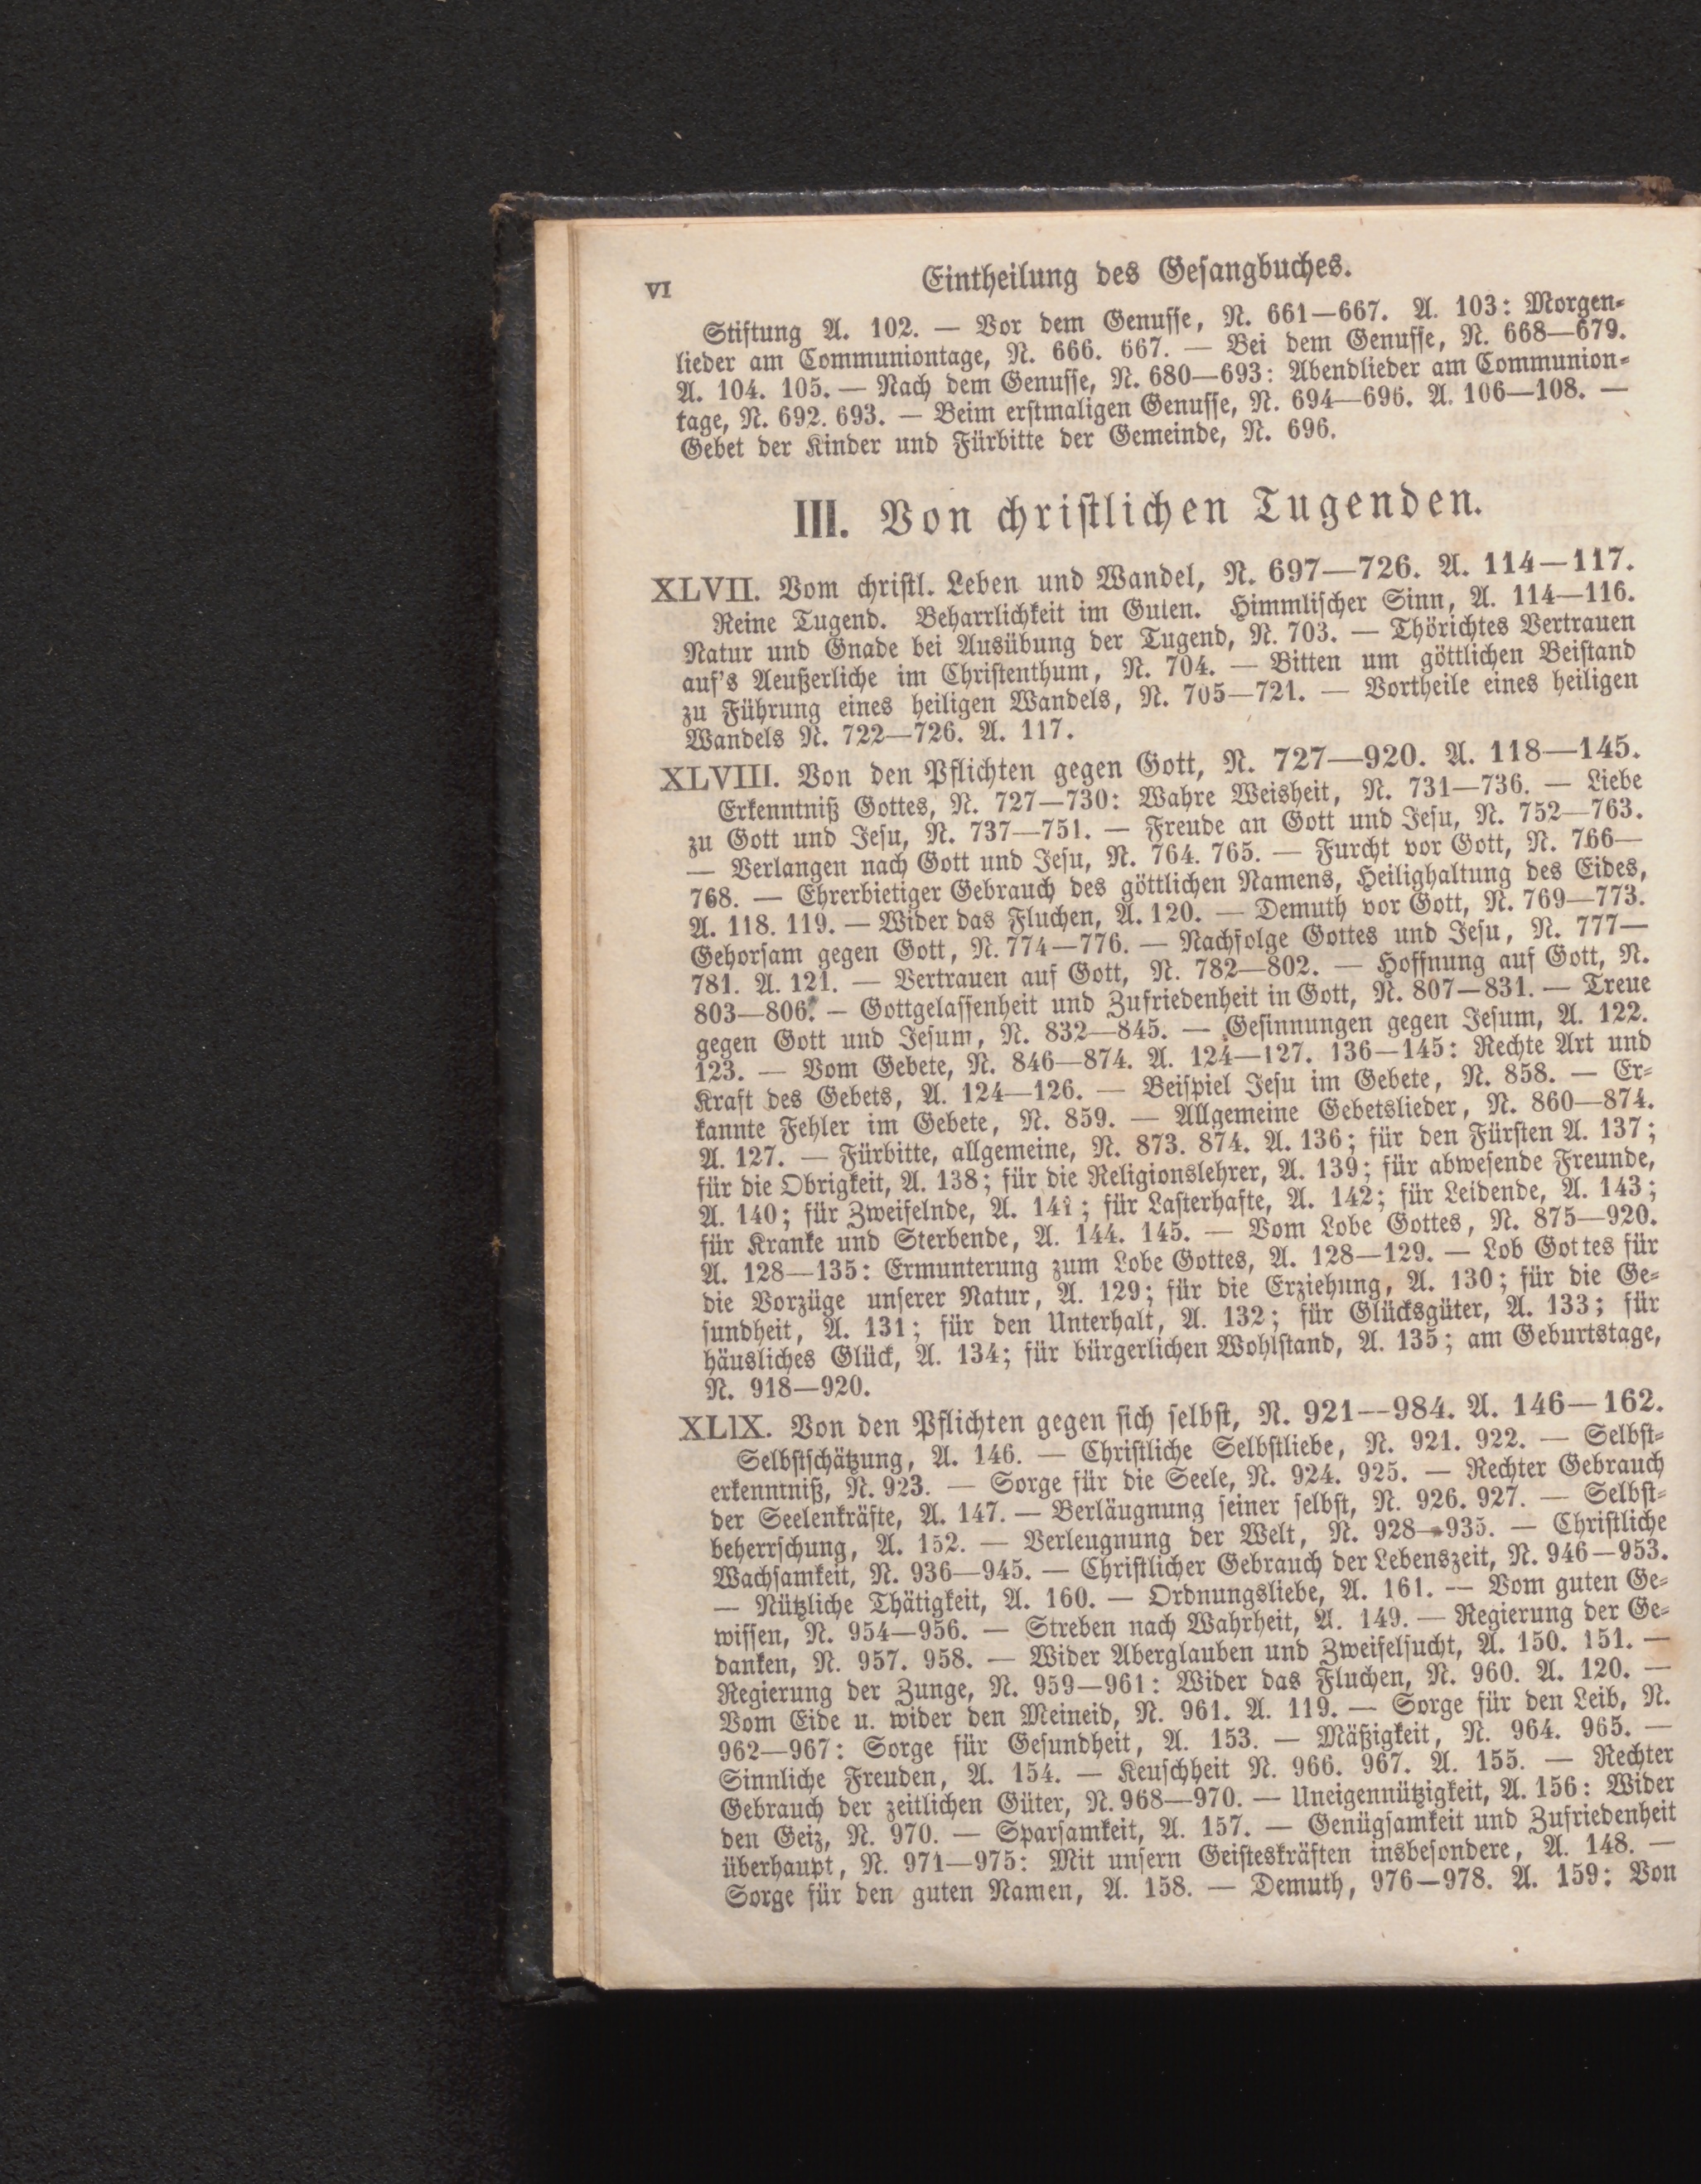 VI
Eintheilung des Gesangbuches.
Stiftung A. 102. — Vor dem Genusse, N. 661—667. A. 103: Morgen-
lieder am Communiontage, N. 666. 667. — Bei dem Genusse, N. 668—679.
A. 104. 105. — Nach dem Genusse, N. 680—693: Abendlieder am Communion-
tage, N. 692. 693. — Beim erstmaligen Genusse, N. 694—696. A. 106—108. —
Gebet der Kinder und Fürbitte der Gemeinde, N. 696.
III. Von christlichen Tugenden.
XLVII. Vom christl. Leben und Wandel, N. 697—726. A. 114—117.
Reine Tugend. Beharrlichkeit im Guten. Himmlischer Sinn, A. 114—116.
Natur und Gnade bei Ausübung der Tugend, N. 703. — Thörichtes Vertrauen
auf's Aeußerliche im Christenthum, N. 704. — Bitten um göttlichen Beistand
zu Führung eines heiligen Wandels, N. 705—721. — Vortheile eines heiligen
Wandels N. 722—726. A. 117.
XLVIII. Von den Pflichten gegen Gott, N. 727—920. A. 118—145.
Erkenntniß Gottes, N. 727—730: Wahre Weisheit, N. 731—736. — Liebe
zu Gott und Jesu, N. 737—751. — Freude an Gott und Jesu, N. 752—763.
— Verlangen nach Gott und Jesu, N. 764. 765. — Furcht vor Gott, N. 766—
768. — Ehrerbietiger Gebrauch des göttlichen Namens, Heilighaltung des Eides,
A. 118. 119. — Wider das Fluchen, A. 120. — Demuth vor Gott, N. 769—773.
Gehorsam gegen Gott, N. 774—776. — Nachfolge Gottes und Jesu, N. 777—
781. A. 121. — Vertrauen auf Gott, N. 782—802. — Hoffnung auf Gott, N.
803—806. — Gottgelassenheit und Zufriedenheit in Gott, N. 807—831. — Treue
gegen Gott und Jesum, N. 832—845. — Gesinnungen gegen Jesum, A. 122.
123. — Vom Gebete, N. 846—874. A. 124—127. 136—145: Rechte Art und
Kraft des Gebets, A. 124—126. — Beispiel Jesu im Gebete, N. 858. — Er-
kannte Fehler im Gebete, N. 859. — Allgemeine Gebetslieder, N. 860—874.
A. 127. — Fürbitte, allgemeine, N. 873. 874. A. 136; für den Fürsten A. 137;
für die Obrigkeit, A. 138; für die Religionslehrer, A. 139; für abwesende Freunde,
A. 140; für Zweifelnde, A. 141; für Lasterhafte, A. 142; für Leidende, A. 143;
für Kranke und Sterbende, A. 144. 145. — Vom Lobe Gottes, N. 875—920.
A. 128—135: Ermunterung zum Lobe Gottes, A. 128—129. — Lob Gottes für
die Vorzüge unserer Natur, A. 129; für die Erziehung, A. 130; für die Ge-
sundheit, A. 131; für den Unterhalt, A. 132; für Glücksgüter, A. 133; für
häusliches Glück, A. 134; für bürgerlichen Wohlstand, A. 135; am Geburtstage,
N. 918—920.
XLIX. Von den Pflichten gegen sich selbst, N. 921—984. A. 146—162.
Selbstschätzung, A. 146. — Christliche Selbstliebe, N. 921. 922. — Selbst-
erkenntniß, N. 923. — Sorge für die Seele, N. 924. 925. — Rechter Gebrauch
der Seelenkräfte, A. 147. — Berläugnung seiner selbst, N. 926. 927. — Selbst-
beherrschung, A. 152. — Verleugnung der Welt, N. 928—935. — Christliche
Wachsamkeit, N. 936—945. — Christlicher Gebrauch der Lebenszeit, N. 946—953.
— Nützliche Thätigkeit, A. 160. — Ordnungsliebe, A. 161. — Vom guten Ge-
wissen, N. 954—956. — Streben nach Wahrheit, A. 149. — Regierung der Ge-
danken, N. 957. 958. — Wider Aberglauben und Zweifelsucht, A. 150. 151. —
Regierung der Zunge, N. 959—961: Wider das Fluchen, N. 960. A. 120. —
Vom Eide u. wider den Meineid, N. 961. A. 119. — Sorge für den Leib, N.
962—967: Sorge für Gesundheit, A. 153. — Mäßigkeit, N. 964. 965. —
Sinnliche Freuden, A. 154. — Keuschheit N. 966. 967. A. 155. — Rechter
Gebrauch der zeitlichen Güter, N. 968—970. — Uneigennützigkeit, A. 156: Wider
den Geiz, N. 970. — Sparsamkeit, A. 157. — Genügsamkeit und Zufriedenheit
überhaupt, N. 971—975: Mit unsern Geisteskräften insbesondere, A. 148. —
Sorge für den guten Namen, A. 158. — Demuth, 976—978. A. 159: Von